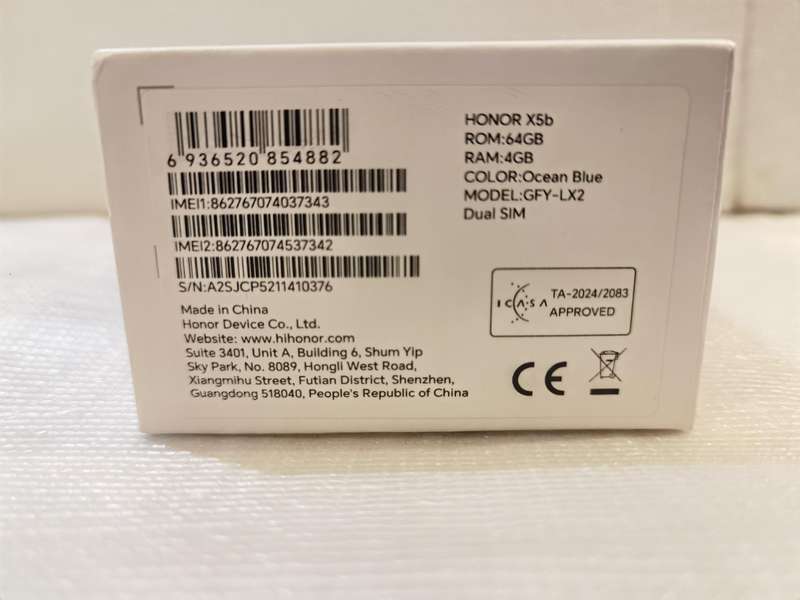 6 936520 854882
IMEI1:862767074037343
IMEI2:862767074537342
S/N:A2SJCP5211410376
Made in China
Honor Device Co., Ltd.
Website: www.hihonor.com
Suite 3401, Unit A, Building 6, Shum Yip
Sky Park, No. 8089, Hongli West Road,
Xiangmihu Street, Futian District, Shenzhen,
Guangdong 518040, People's Republic of China
HONOR X5b
ROM:64GB
RAM:4GB
COLOR:Ocean Blue
MODEL:GFY-LX2
Dual SIM
ICASA TA-2024/2083
APPROVED
CE